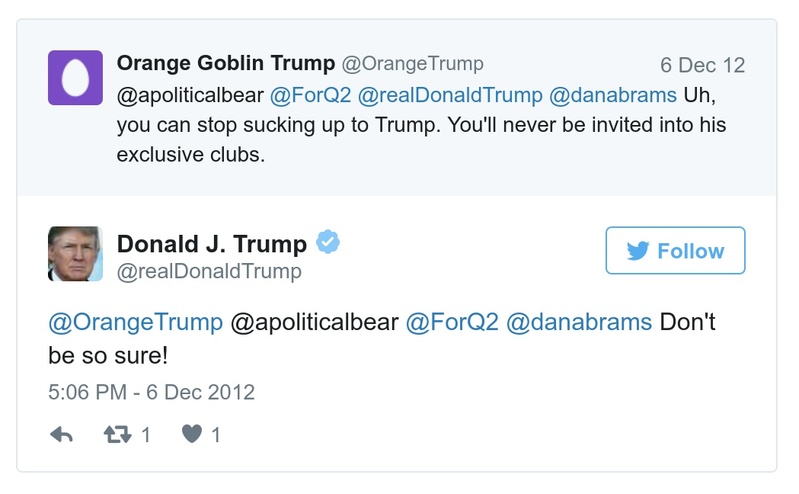 Orange Goblin Trump @OrangeTrump 6 Dec 12
@apoliticalbear @ForQ2 @realDonaldTrump @danabrams Uh,
you can stop sucking up to Trump. You'll never be invited into his
exclusive clubs.
Donald J. Trump
@realDonaldTrump
Follow
@OrangeTrump @apoliticalbear @ForQ2 @danabrams Don't
be so sure!
5:06 PM - 6 Dec 2012
1 1